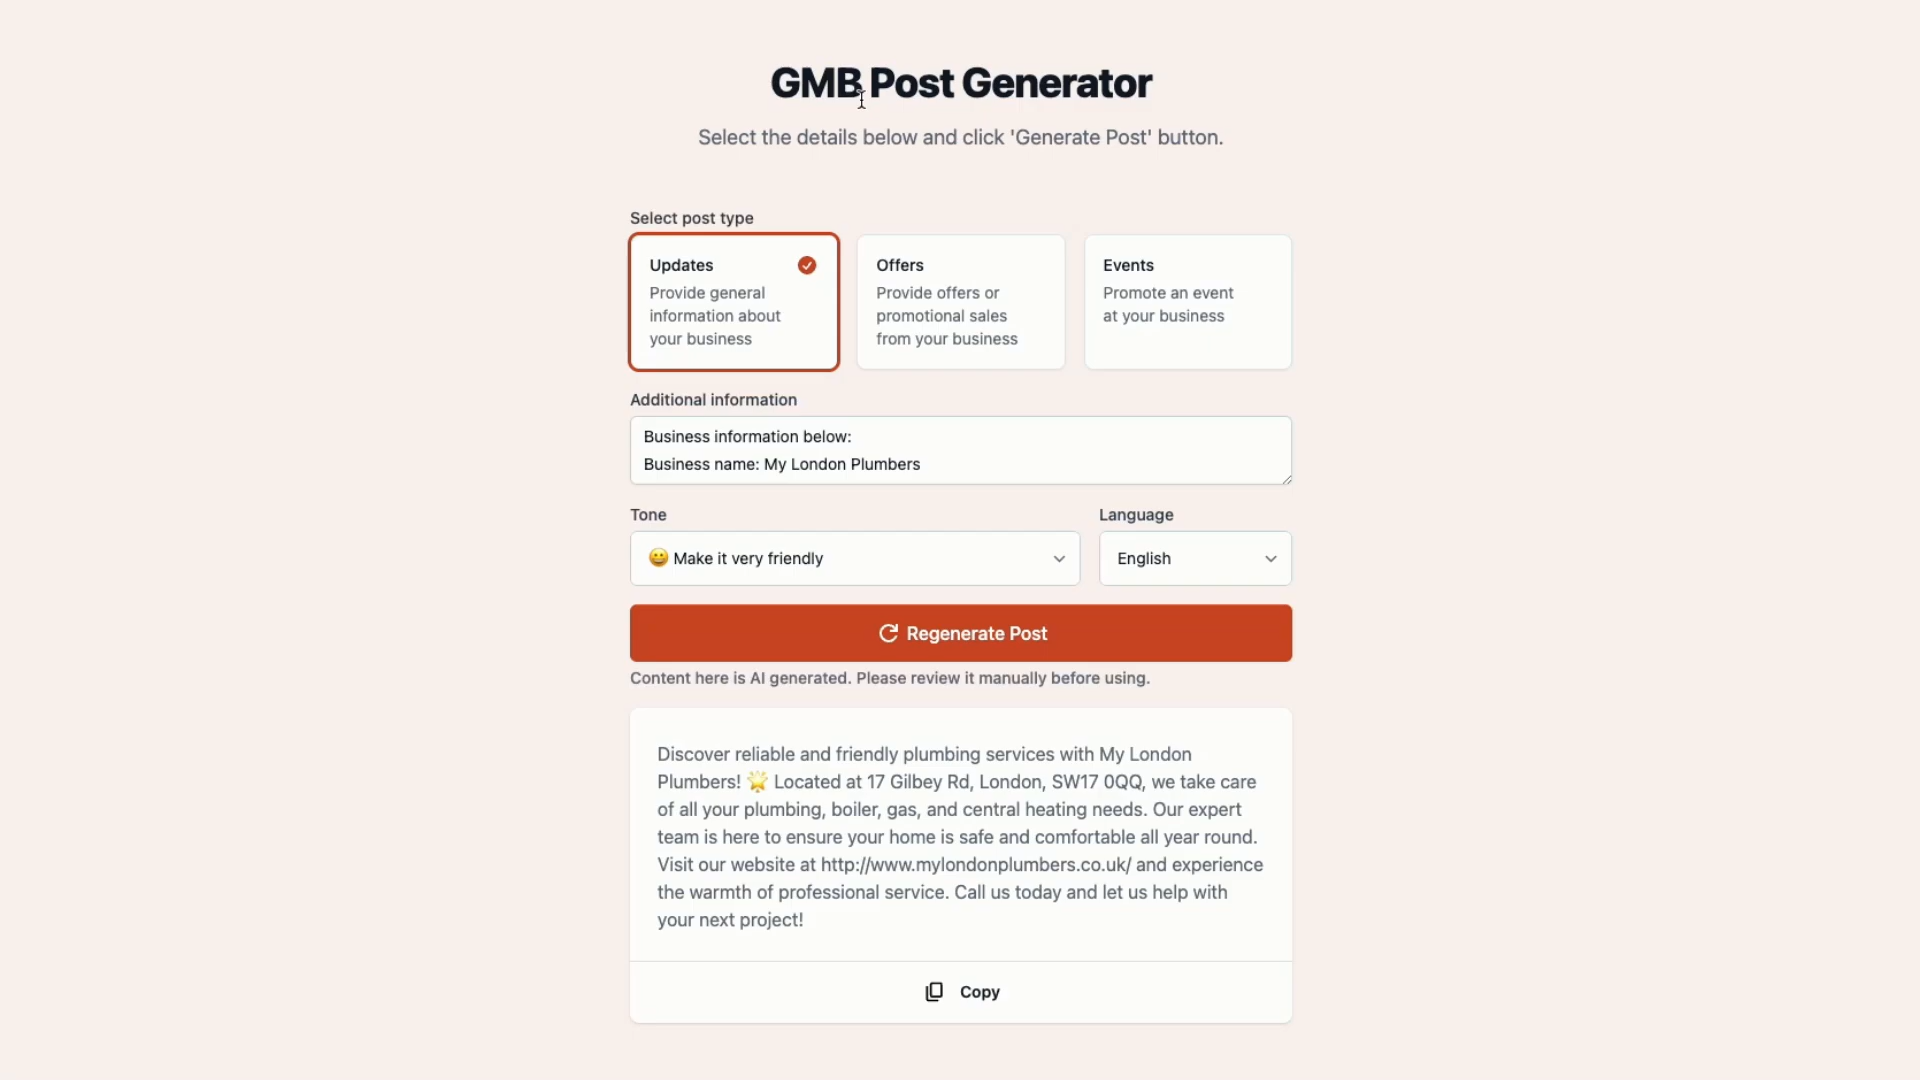 GMB Post Generator
Select the details below and click 'Generate Post' button.
Select post type
Updates
Provide general
information about
your business
Offers
Provide offers or
promotional sales
from your business
Events
Promote an event
at your business
Additional information
Business information below:
Business name: My London Plumbers
Tone
Language
😀 Make it very friendly
English
Regenerate Post
Content here is AI generated. Please review it manually before using.
Discover reliable and friendly plumbing services with My London
Plumbers! 🌟 Located at 17 Gilbey Rd, London, SW17 0QQ, we take care
of all your plumbing, boiler, gas, and central heating needs. Our expert
team is here to ensure your home is safe and comfortable all year round.
Visit our website at http://www.mylondonplumbers.co.uk/ and experience
the warmth of professional service. Call us today and let us help with
your next project!
Copy